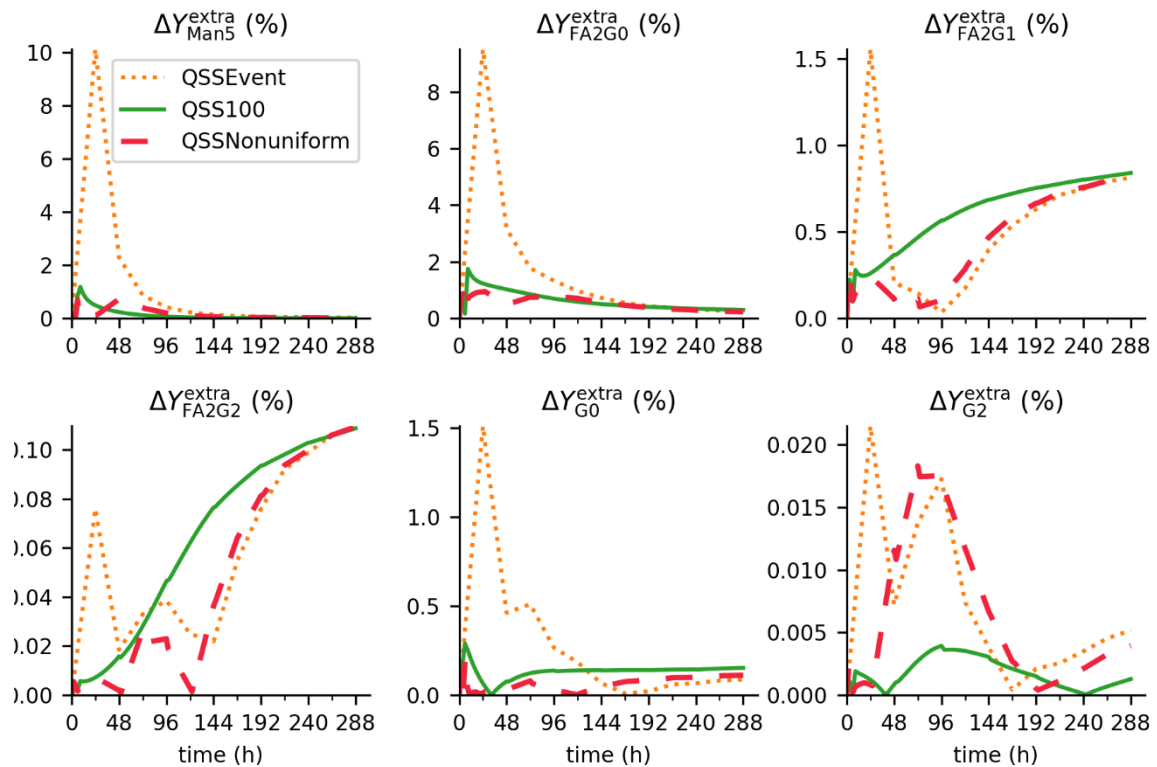 ΔY^extra_Man5 (%) ΔY^extra_FA2G0 (%) ΔY^extra_FA2G1 (%)
10
8
6
4
2
0
QSSEvent
QSS100
QSSNonuniform
0 48 96 144 192 240 288
8
6
4
2
0
0 48 96 144 192 240 288
1.5
1.0
0.5
0.0
0 48 96 144 192 240 288
ΔY^extra_FA2G2 (%) ΔY^extra_G0 (%) ΔY^extra_G2 (%)
0.10
0.08
0.06
0.04
0.02
0.00
0 48 96 144 192 240 288
time (h)
1.5
1.0
0.5
0.0
0 48 96 144 192 240 288
time (h)
0.020
0.015
0.010
0.005
0.000
0 48 96 144 192 240 288
time (h)